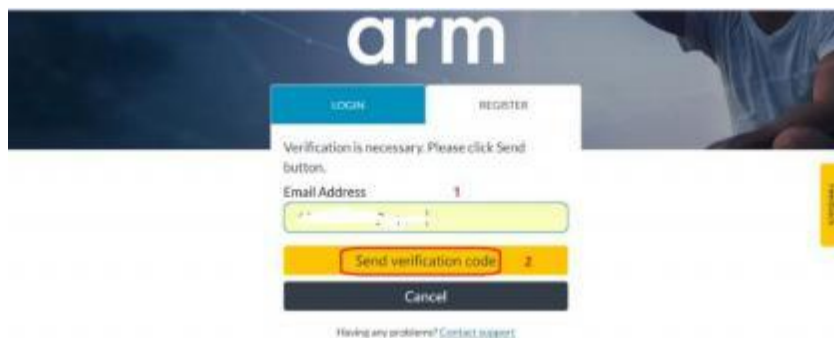 arm
LOGIN REGISTER
Verification is necessary. Please click Send
button.
Email Address 1
Send verification code 2
Cancel
Having any problems? Contact support